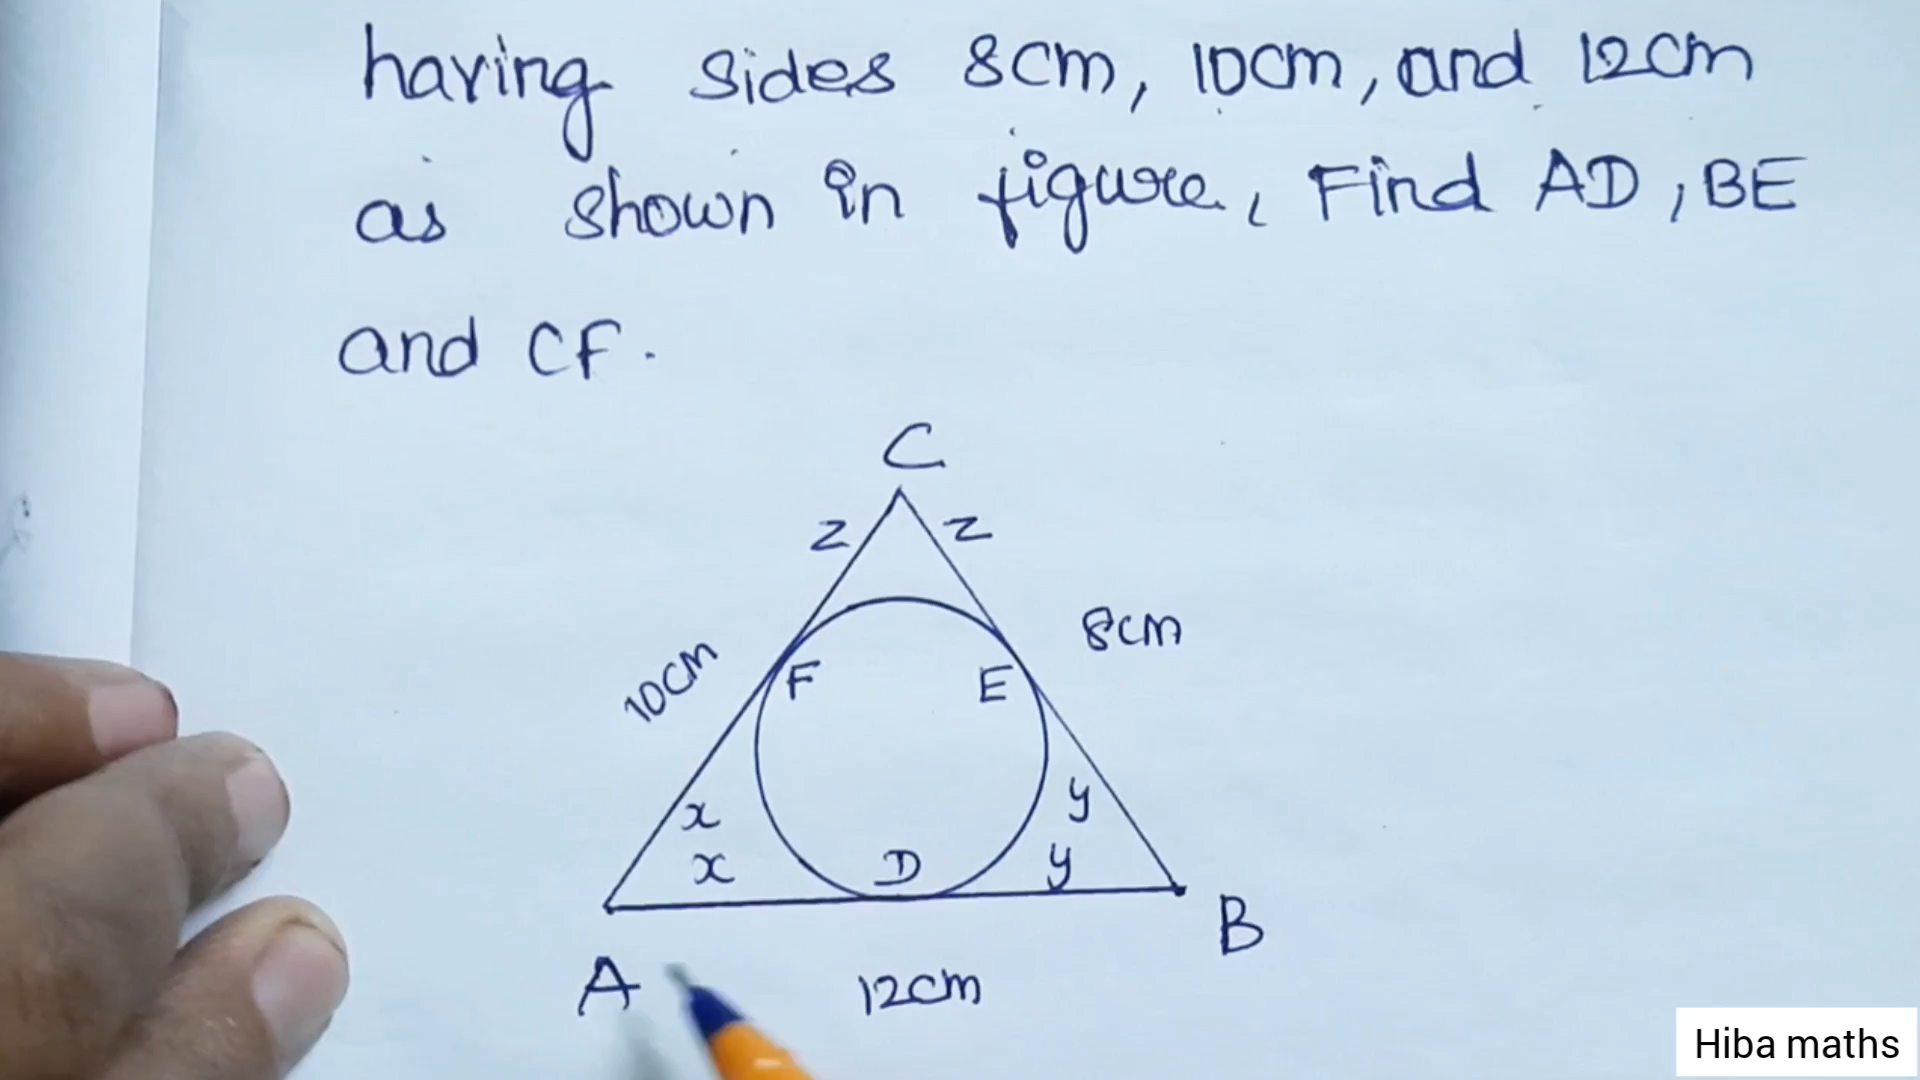 having sides 8cm, 10cm, and 12cm
as shown in figure, Find AD, BE
and CF.
C
z z
10cm 8cm
F E
x y
x D y
A B
12cm
Hiba maths